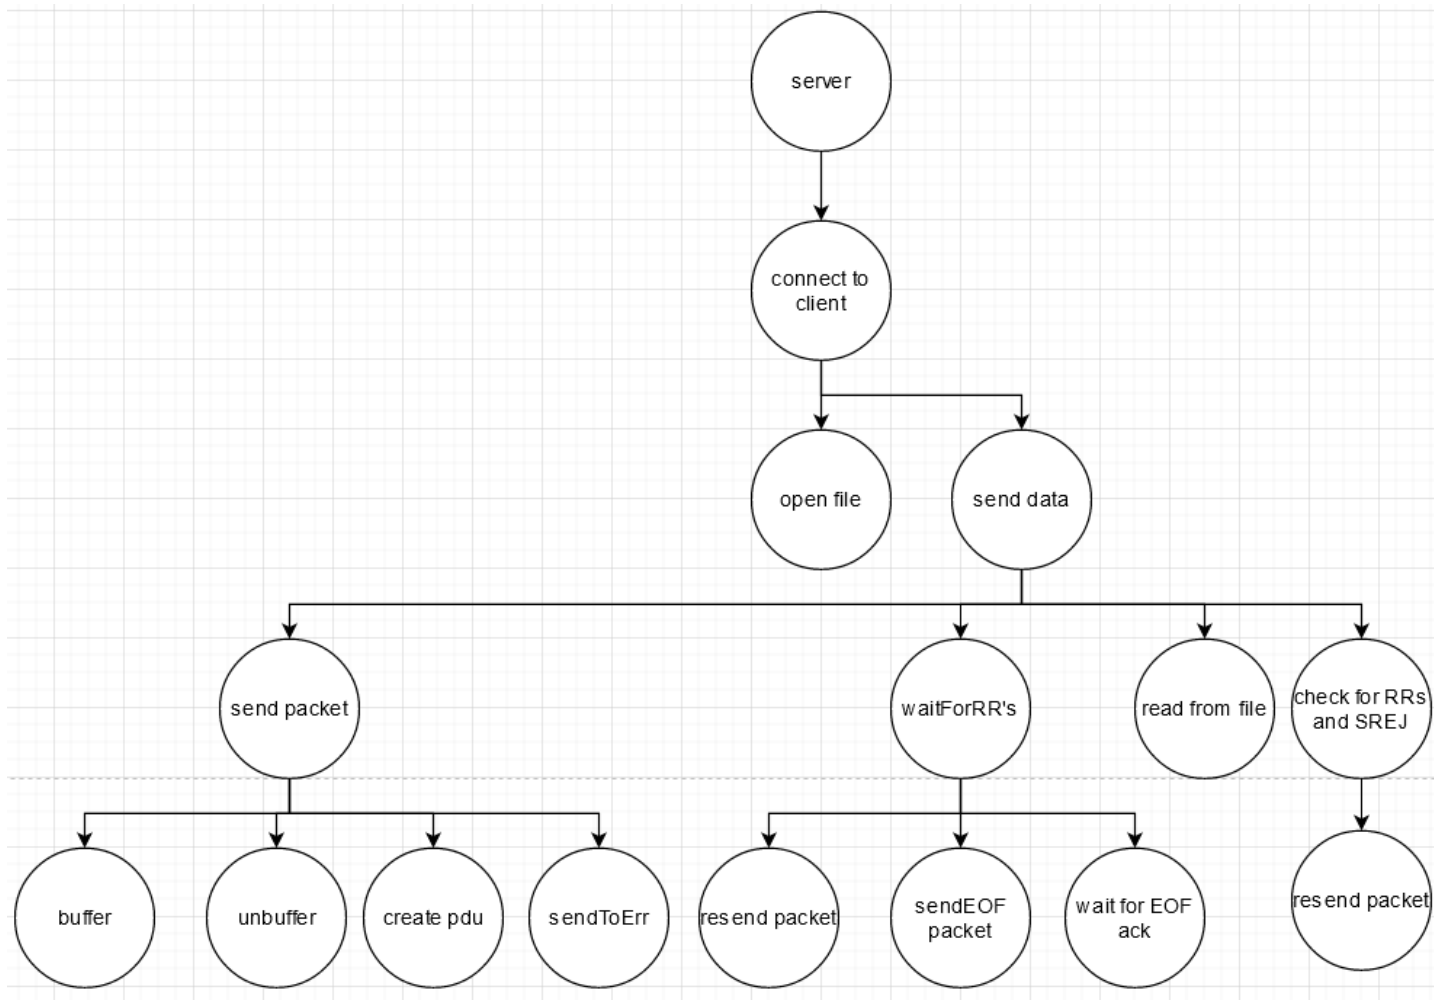 server
connect to
client
open file
send data
send packet
waitForRR's
read from file
check for RRs
and SREJ
buffer
unbuffer
create pdu
sendToErr
resend packet
sendEOF
packet
wait for EOF
ack
resend packet